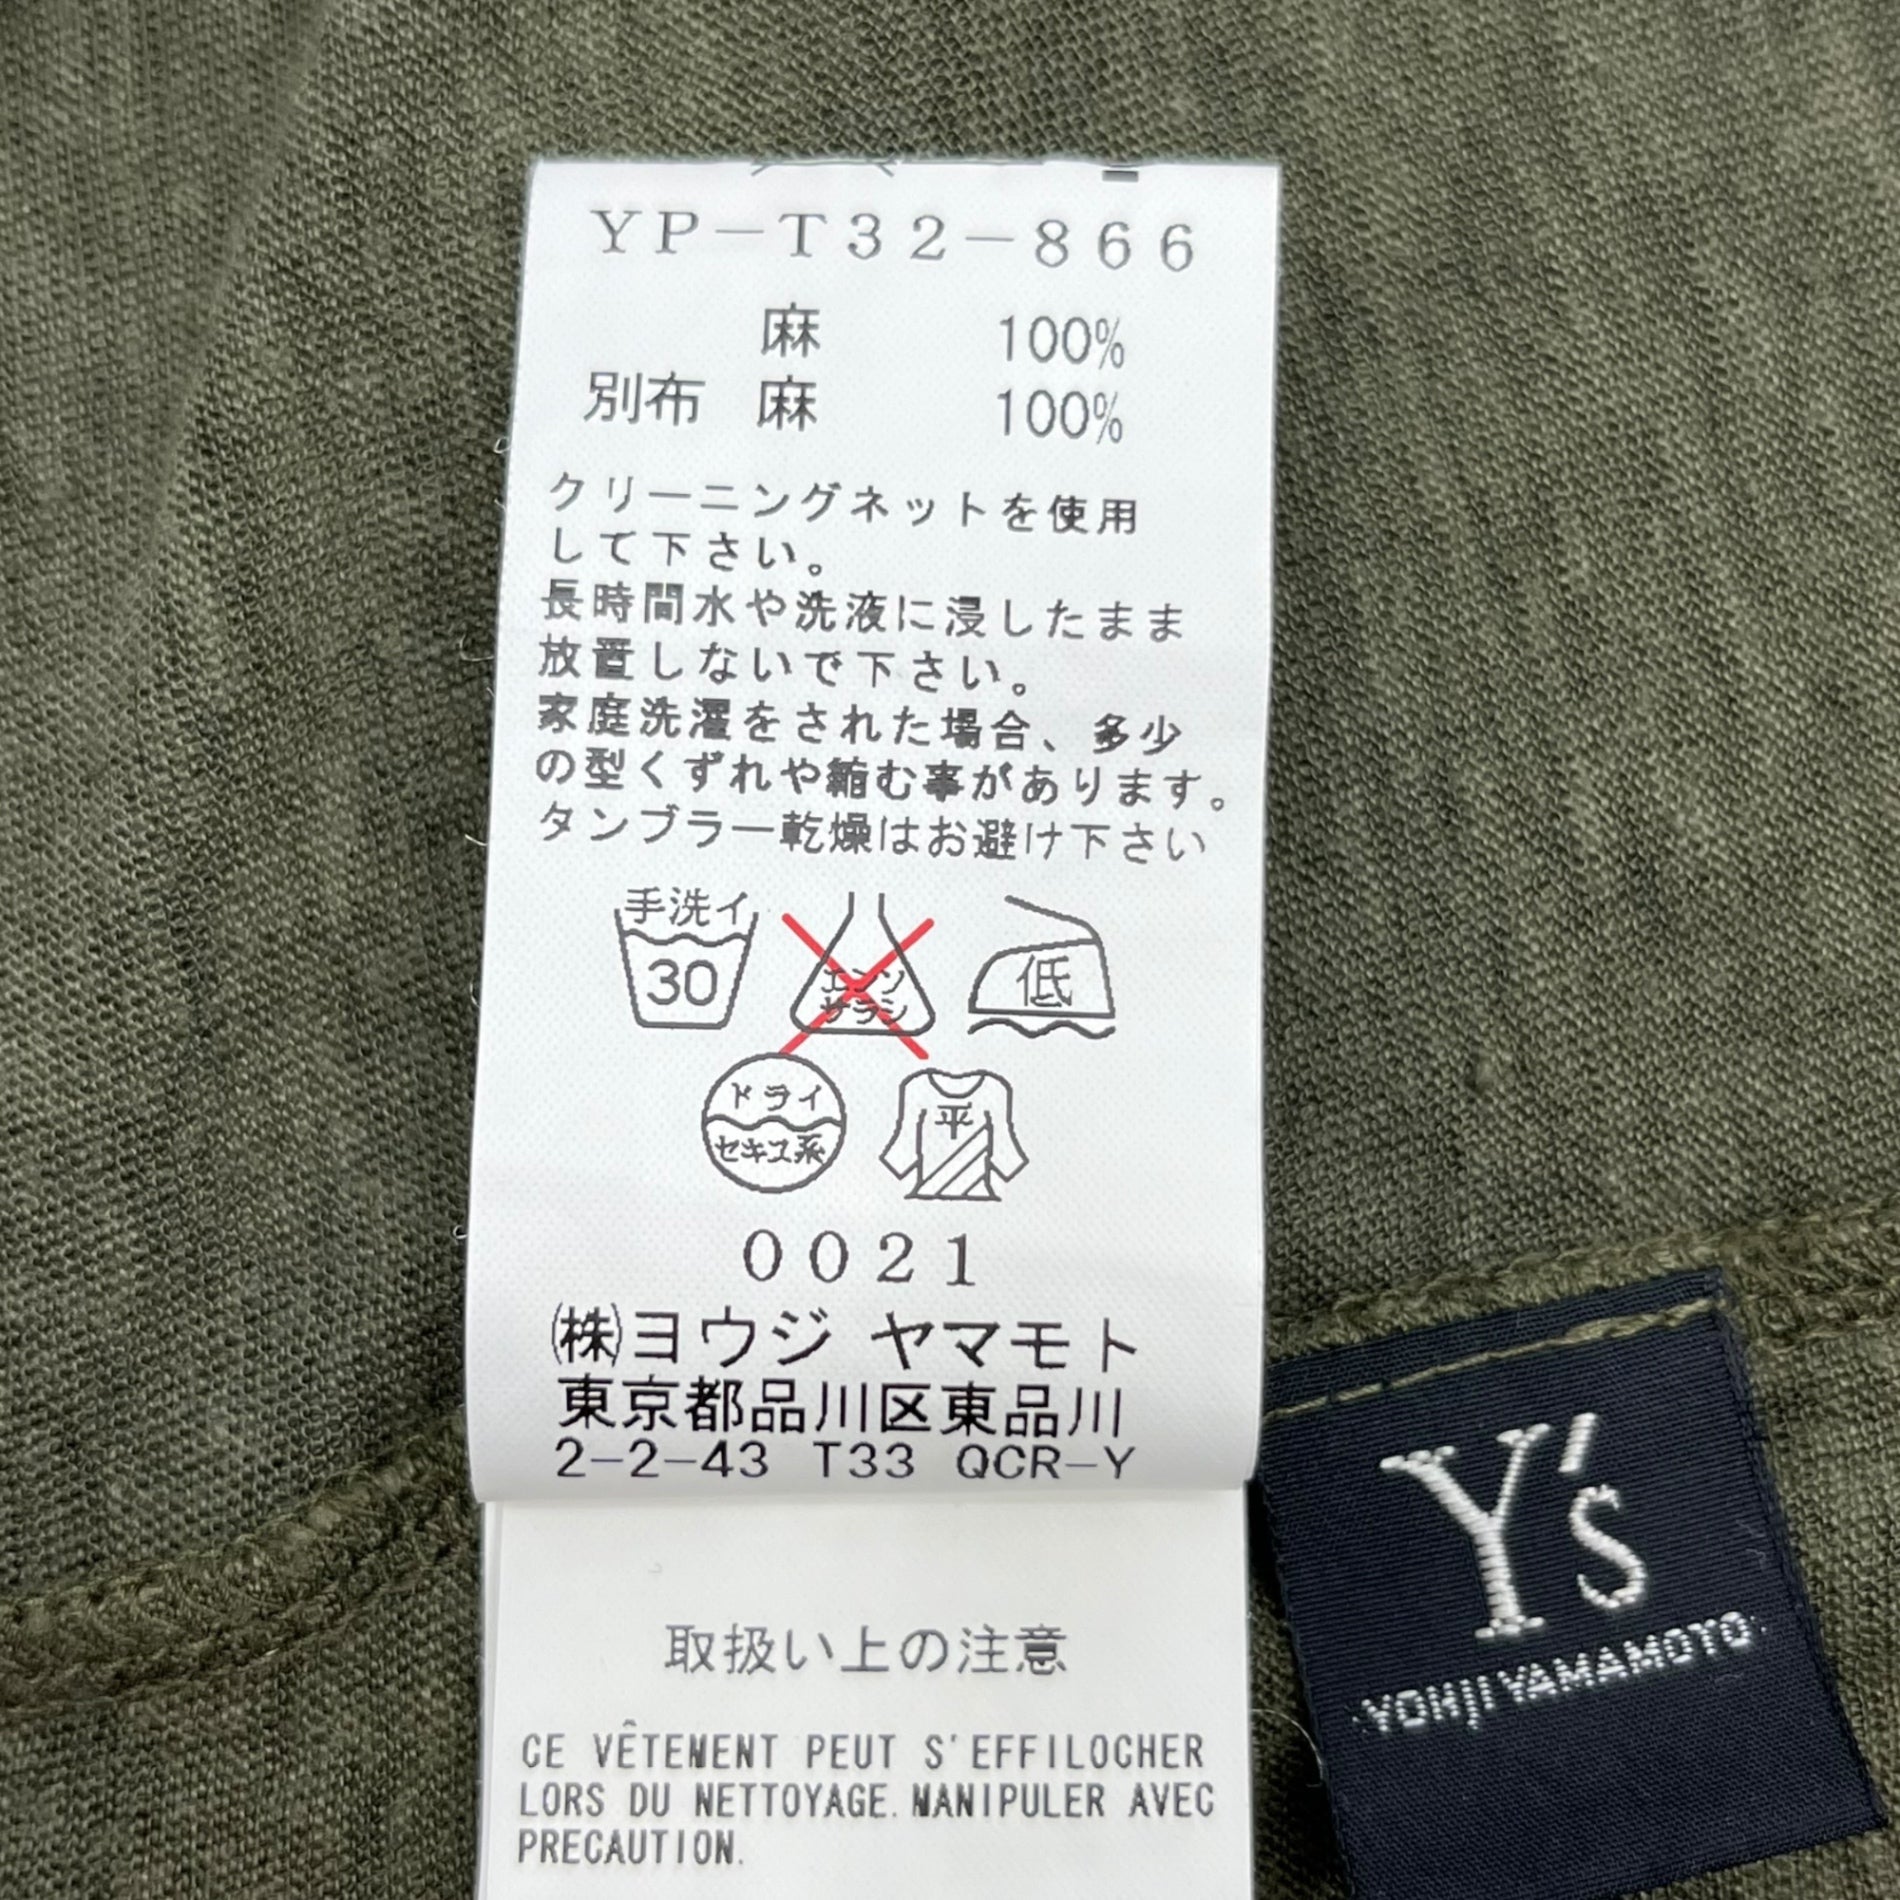 YP-T32-866
麻 100%
別布 麻 100%
クリーニングネットを使用
して下さい。
長時間水や洗液に浸したまま
放置しないで下さい。
家庭洗濯をされた場合、多少
の型くずれや縮む事があります。
タンブラー乾燥はお避け下さい
手洗イ
30
エンソ
サラシ
低
ドライ
セキユ系
平
0021
㈱ヨウジ ヤマモト
東京都品川区東品川
2-2-43 T33 QCR-Y
取扱い上の注意
CE VÊTEMENT PEUT S'EFFILOCHER
LORS DU NETTOYAGE.MANIPULER AVEC
PRECAUTION.
Y's
YOHJI YAMAMOTO